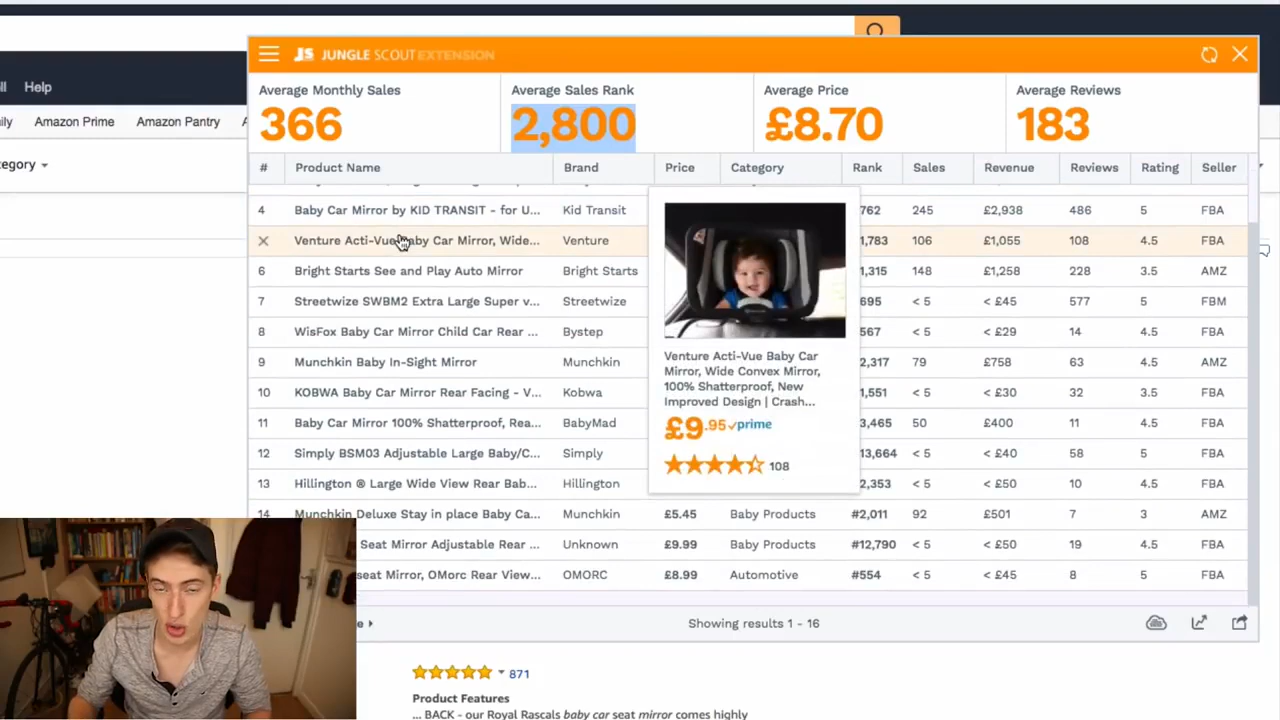 Help
JS JUNGLE SCOUT EXTENSION
Average Monthly Sales
366
Average Sales Rank
2,800
Average Price
£8.70
Average Reviews
183
Amazon Prime
Amazon Pantry
# Product Name Brand Price Category Rank Sales Revenue Reviews Rating Seller
4 Baby Car Mirror by KID TRANSIT - for U... Kid Transit 762 245 £2,938 486 5 FBA
Venture Acti-Vue Baby Car Mirror, Wide... Venture 1,783 106 £1,055 108 4.5 FBA
6 Bright Starts See and Play Auto Mirror Bright Starts 1,315 148 £1,258 228 3.5 AMZ
7 Streetwize SWBM2 Extra Large Super v... Streetwize 695 < 5 < £45 577 5 FBM
8 WisFox Baby Car Mirror Child Car Rear ... Bystep 567 < 5 < £29 14 4.5 FBA
9 Munchkin Baby In-Sight Mirror Munchkin 2,317 79 £758 63 4.5 AMZ
10 KOBWA Baby Car Mirror Rear Facing - V... Kobwa 1,551 < 5 < £30 32 3.5 FBA
11 Baby Car Mirror 100% Shatterproof, Rea... BabyMad 3,465 50 £400 11 4.5 FBA
12 Simply BSM03 Adjustable Large Baby/C... Simply 13,664 < 5 < £40 58 5 FBA
13 Hillington ® Large Wide View Rear Bab... Hillington 2,353 < 5 < £50 10 4.5 FBA
14 Munchkin Deluxe Stay in place Baby Ca... Munchkin £5.45 Baby Products #2,011 92 £501 7 3 AMZ
Seat Mirror Adjustable Rear ... Unknown £9.99 Baby Products #12,790 < 5 < £50 19 4.5 FBA
seat Mirror, OMorc Rear View... OMORC £8.99 Automotive #554 < 5 < £45 8 5 FBA
Venture Acti-Vue Baby Car
Mirror, Wide Convex Mirror,
100% Shatterproof, New
Improved Design | Crash...
£9.95 prime
108
Showing results 1 - 16
871
Product Features
... BACK - our Royal Rascals baby car seat mirror comes highly